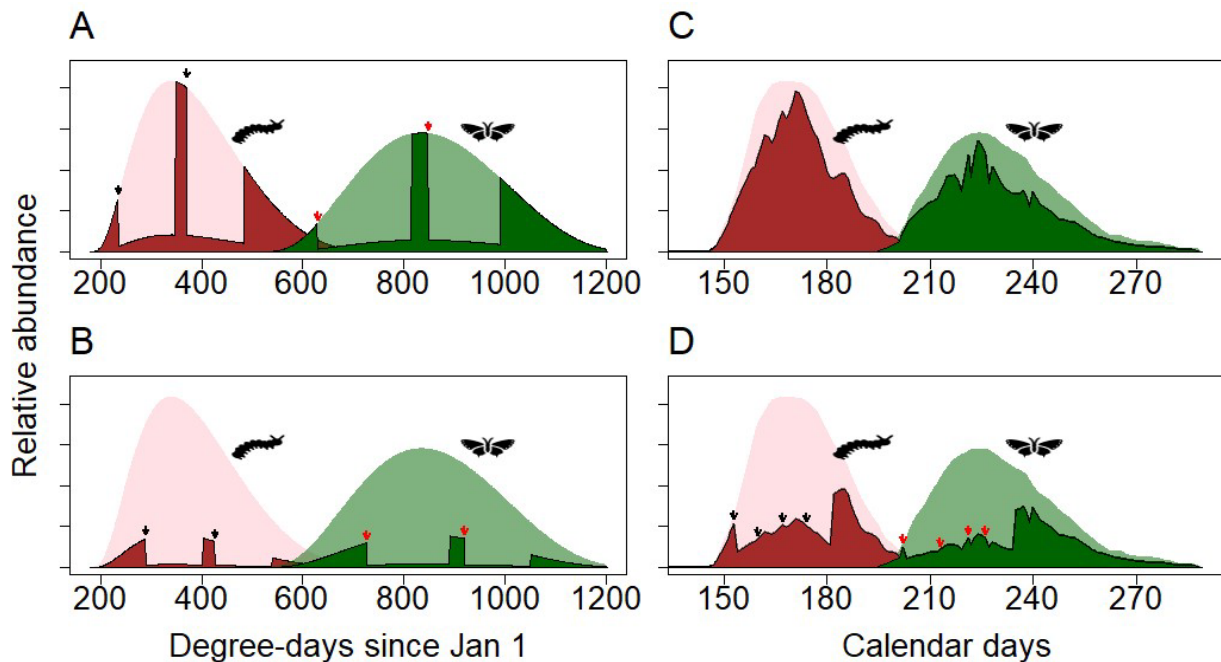 A
C
200 400 600 800 1000 1200
150 180 210 240 270
B
D
200 400 600 800 1000 1200
150 180 210 240 270
Relative abundance
Degree-days since Jan 1
Calendar days